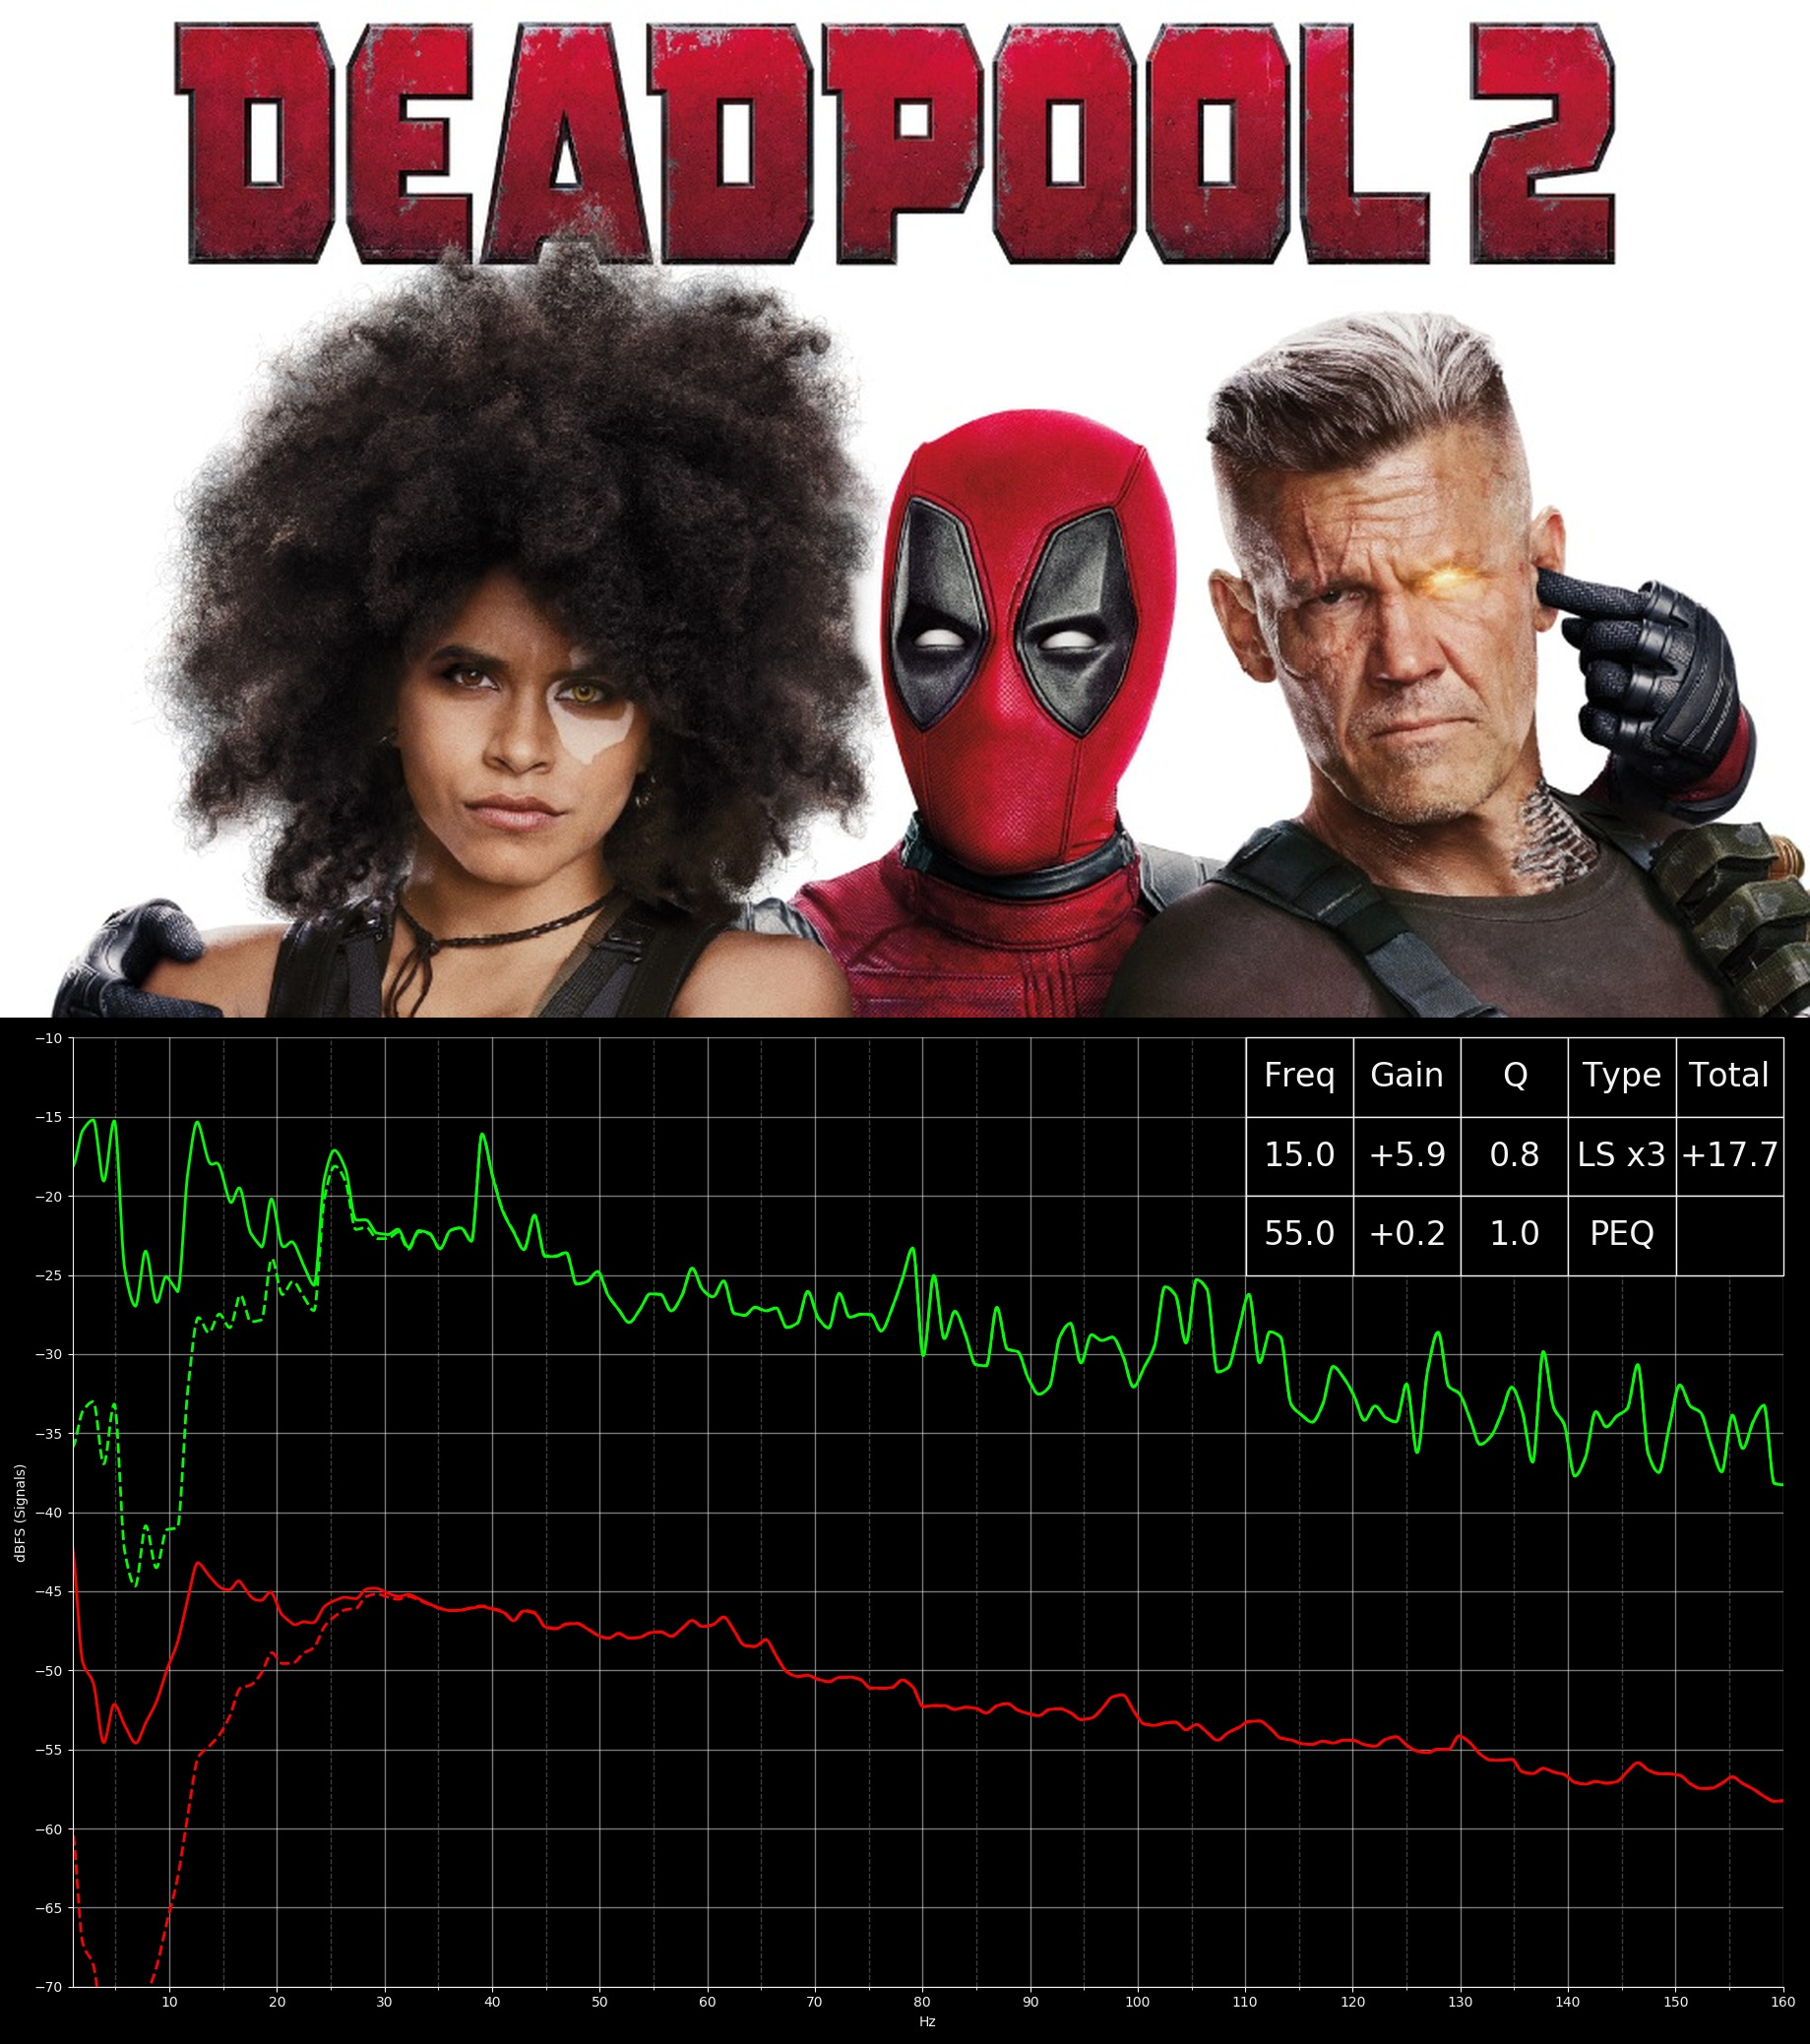 DEADPOOL 2
−10
Freq Gain Q Type Total
−15
15.0 +5.9 0.8 LS x3 +17.7
−20
55.0 +0.2 1.0 PEQ
−25
−30
−35
−40
−45
−50
−55
−60
−65
−70
dBFS (Signals)
10 20 30 40 50 60 70 80 90 100 110 120 130 140 150 160
Hz